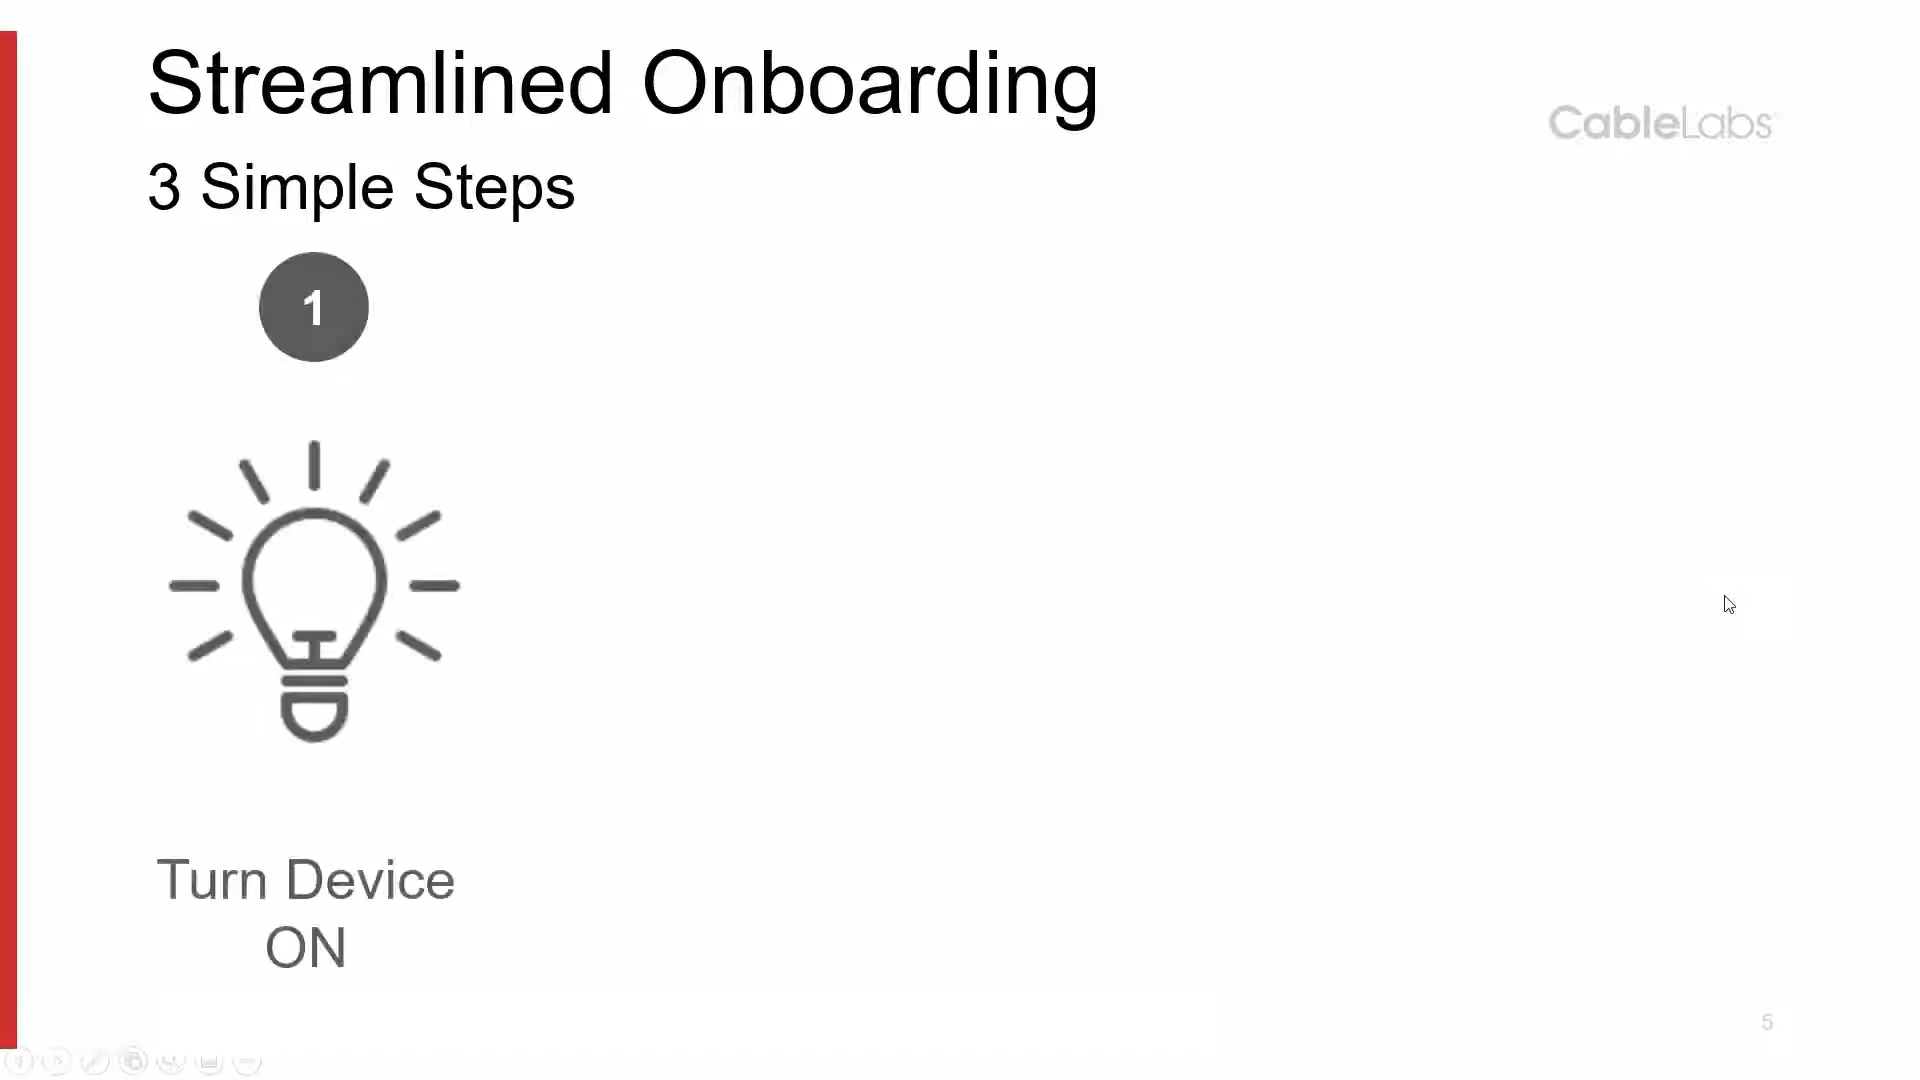 Streamlined Onboarding
CableLabs
3 Simple Steps
1
Turn Device
ON
5